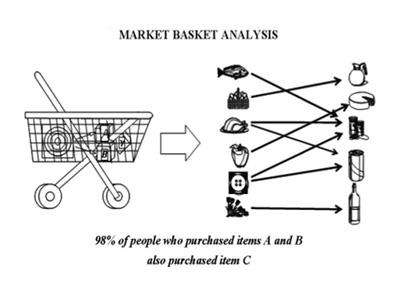 MARKET BASKET ANALYSIS
98% of people who purchased items A and B
also purchased item C